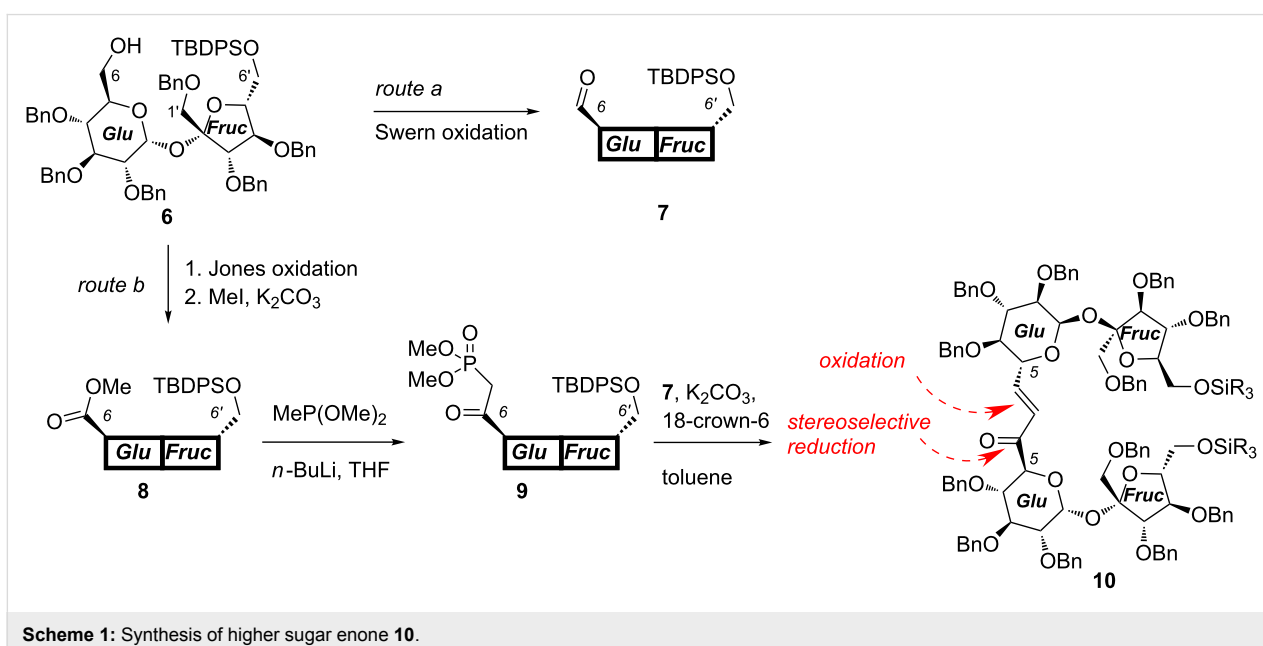 OH
TBDPSO
6
6'
BnO
1'
O
O
BnO
Glu
Fruc
O
OBn
BnO
OBn
OBn
6
route a
Swern oxidation
O
TBDPSO
6
6'
Glu Fruc
7
route b
1. Jones oxidation
2. MeI, K2CO3
OMe
TBDPSO
O
6
6'
Glu Fruc
8
MeP(OMe)2
n-BuLi, THF
O
MeO
P
MeO
TBDPSO
O
6
6'
Glu Fruc
9
7, K2CO3,
18-crown-6
toluene
oxidation
stereoselective
reduction
OBn
BnO
OBn
O
Glu
Fruc
OBn
BnO
O
O
5
OBn
OSiR3
O
5
BnO
O
OBn
O
OSiR3
Glu
Fruc
O
OBn
BnO
OBn
OBn
10
Scheme 1: Synthesis of higher sugar enone 10.